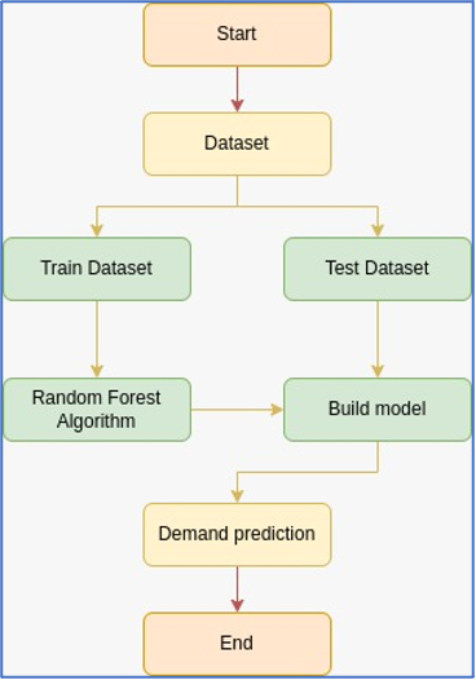 Start
Dataset
Train Dataset
Test Dataset
Random Forest
Algorithm
Build model
Demand prediction
End